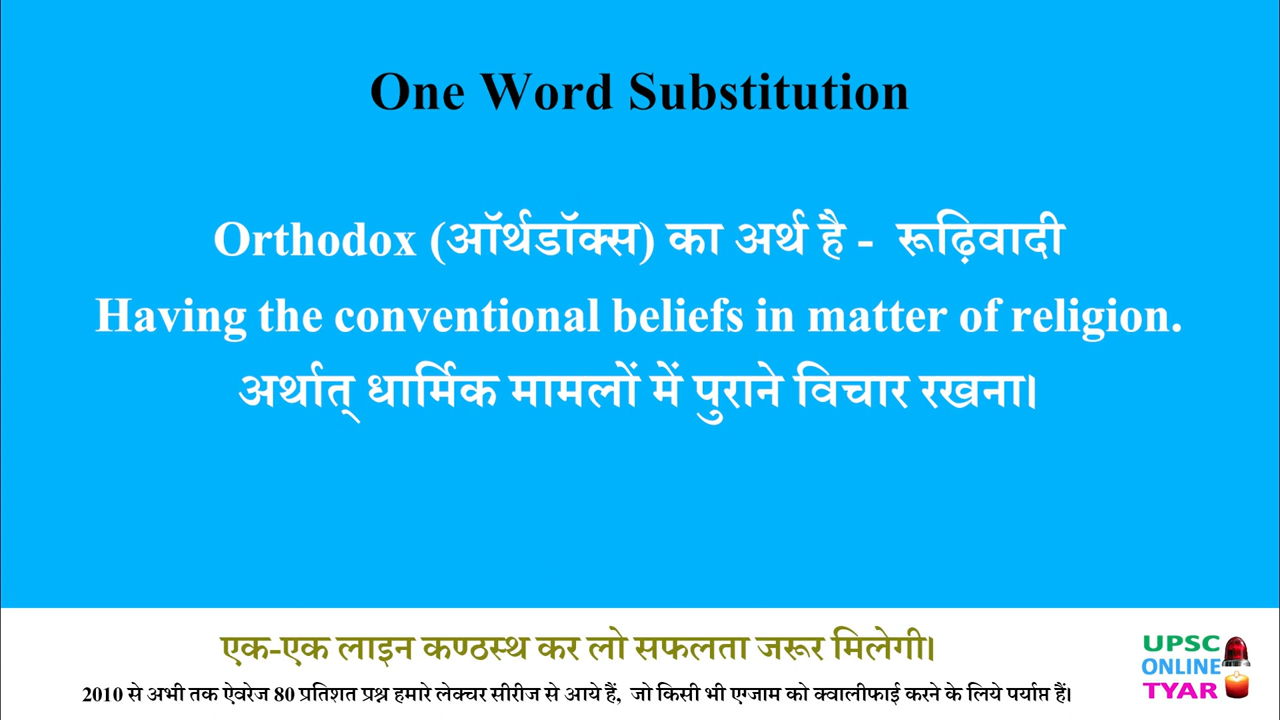 One Word Substitution
Orthodox (ऑर्थडॉक्स) का अर्थ है - रूढ़िवादी
Having the conventional beliefs in matter of religion.
अर्थात् धार्मिक मामलों में पुराने विचार रखना।
एक-एक लाइन कण्ठस्थ कर लो सफलता जरूर मिलेगी।
2010 से अभी तक ऐवरेज 80 प्रतिशत प्रश्न हमारे लेक्चर सीरीज से आये हैं, जो किसी भी एग्जाम को क्वालीफाई करने के लिये पर्याप्त हैं।
UPSC
ONLINE
TYAR